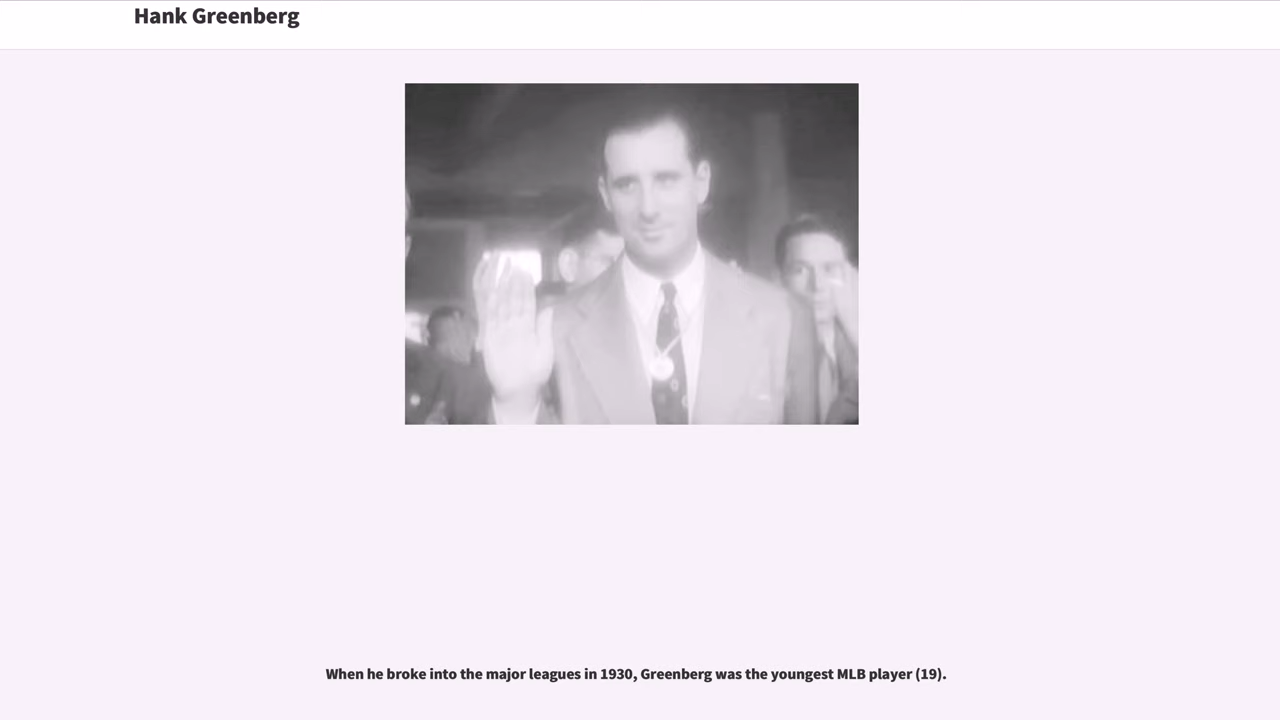 Hank Greenberg
When he broke into the major leagues in 1930, Greenberg was the youngest MLB player (19).